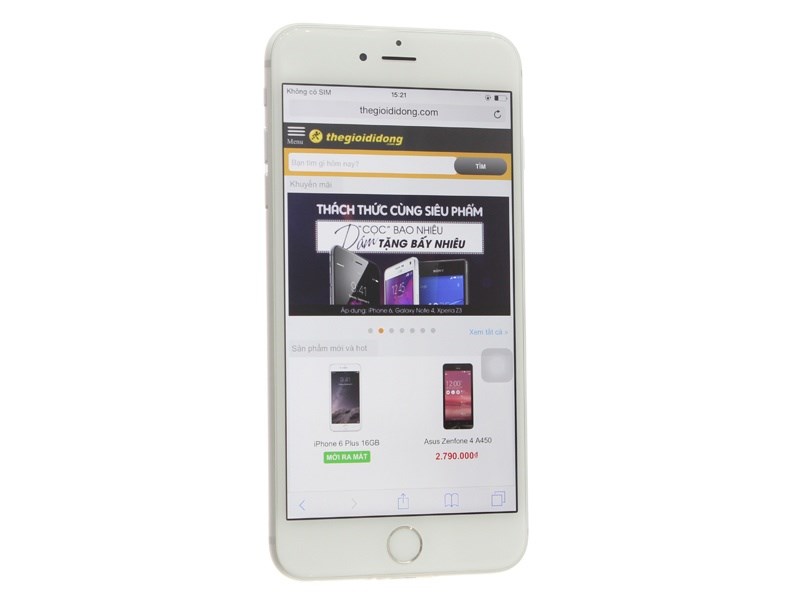 Không có SIM 15:21
thegioididong.com
Menu thegioididong.com
Bạn tìm gì hôm nay? TÌM
Khuyến mãi
THÁCH THỨC CÙNG SIÊU PHẨM
"CỌC" BAO NHIÊU
Dám TẶNG BẤY NHIÊU
Áp dụng: iPhone 6, Galaxy Note 4, Xperia Z3
Xem tất cả »
Sản phẩm mới và hot
12:00
iPhone 6 Plus 16GB Asus Zenfone 4 A450
MỚI RA MẮT 2.790.000₫